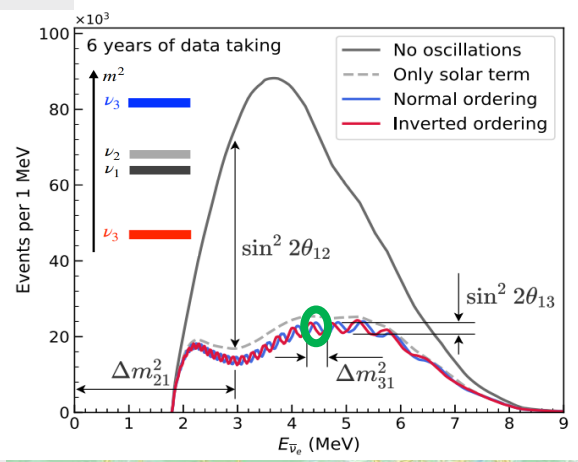 ×10³
6 years of data taking
m²
ν₃
ν₂
ν₁
ν₃
No oscillations
Only solar term
Normal ordering
Inverted ordering
sin² 2θ₁₂
sin² 2θ₁₃
Δm²₂₁
Δm²₃₁
Events per 1 MeV
100
80
60
40
20
0
0 1 2 3 4 5 6 7 8 9
E_ν̅ₑ (MeV)